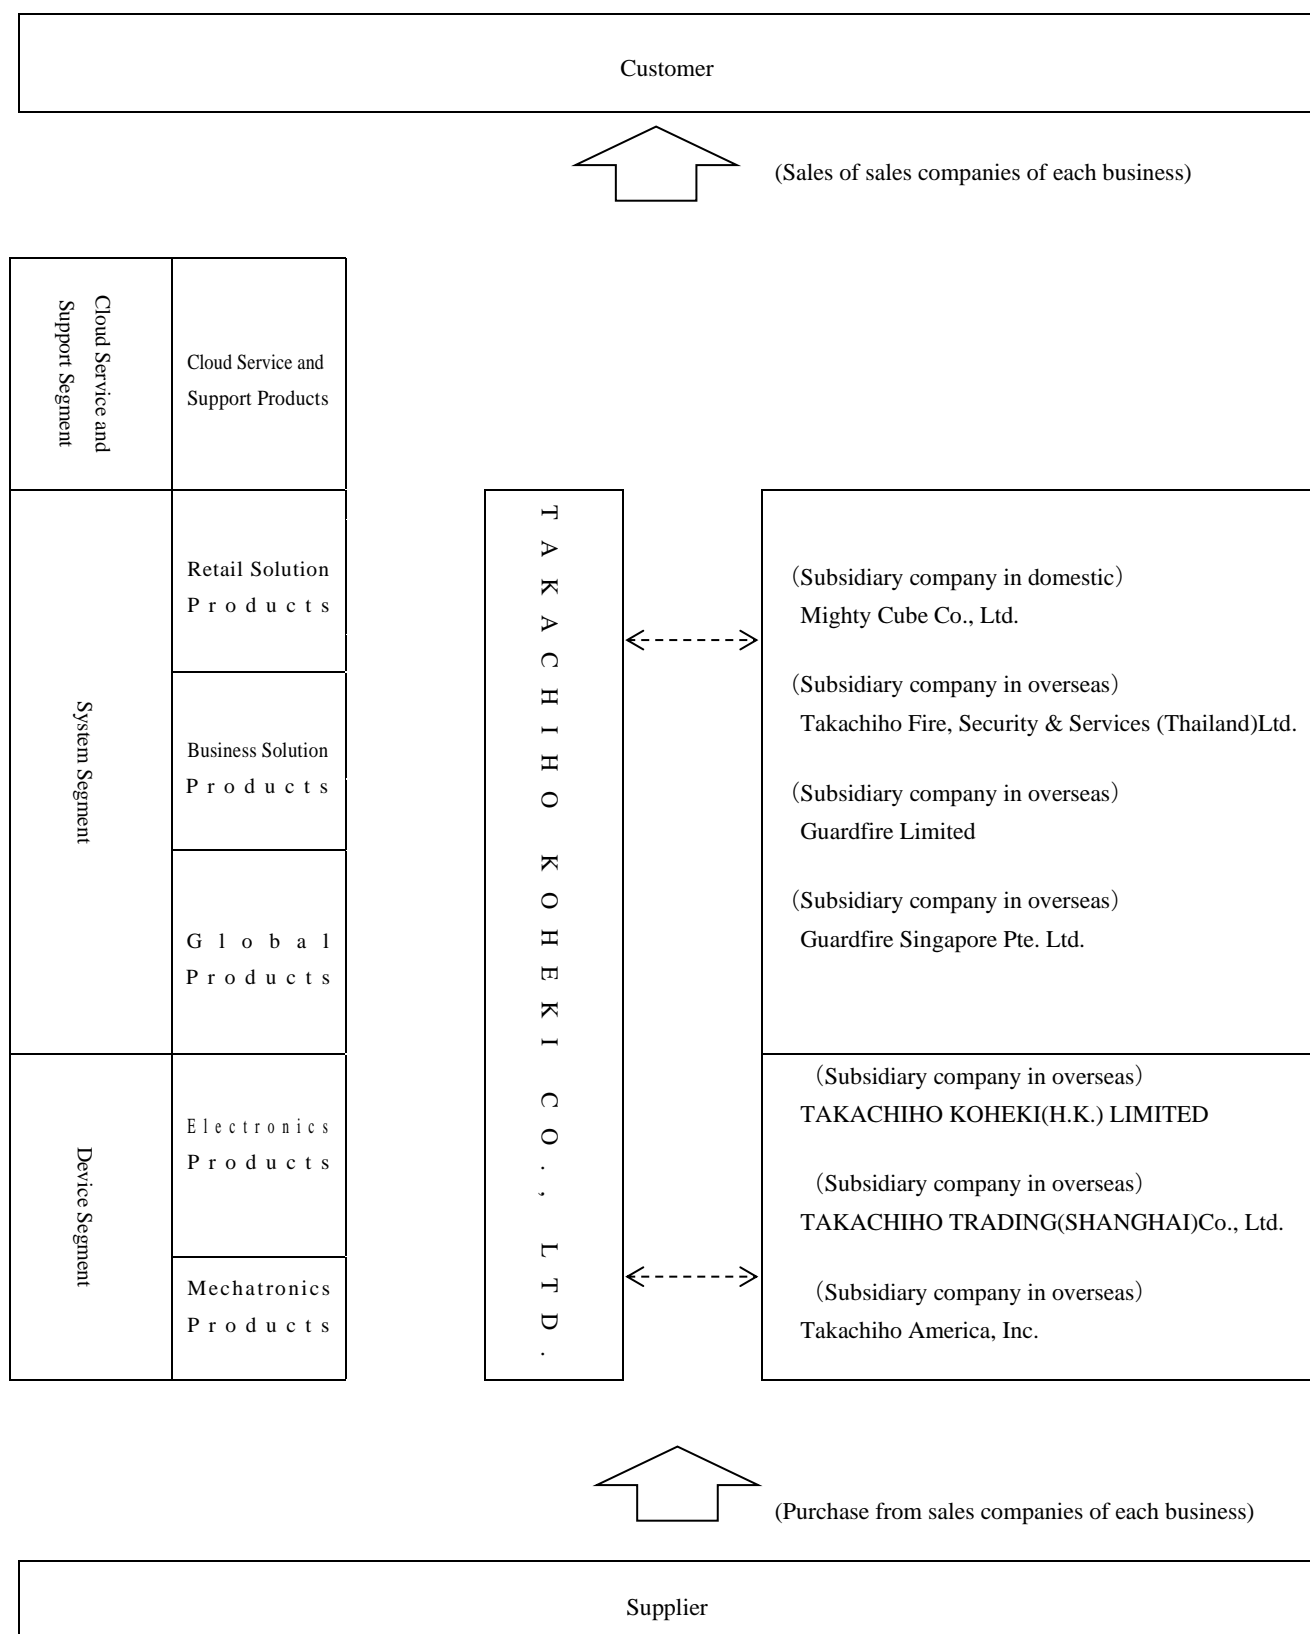 Customer
(Sales of sales companies of each business)
Cloud Service and
Support Segment
Cloud Service and
Support Products
System Segment
Retail Solution
Products
Business Solution
Products
Global
Products
Device Segment
Electronics
Products
Mechatronics
Products
TAKACHIHO KOHEKI CO., LTD.
（Subsidiary company in domestic）
Mighty Cube Co., Ltd.
（Subsidiary company in overseas）
Takachiho Fire, Security & Services (Thailand)Ltd.
（Subsidiary company in overseas）
Guardfire Limited
（Subsidiary company in overseas）
Guardfire Singapore Pte. Ltd.
（Subsidiary company in overseas）
TAKACHIHO KOHEKI(H.K.) LIMITED
（Subsidiary company in overseas）
TAKACHIHO TRADING(SHANGHAI)Co., Ltd.
（Subsidiary company in overseas）
Takachiho America, Inc.
(Purchase from sales companies of each business)
Supplier